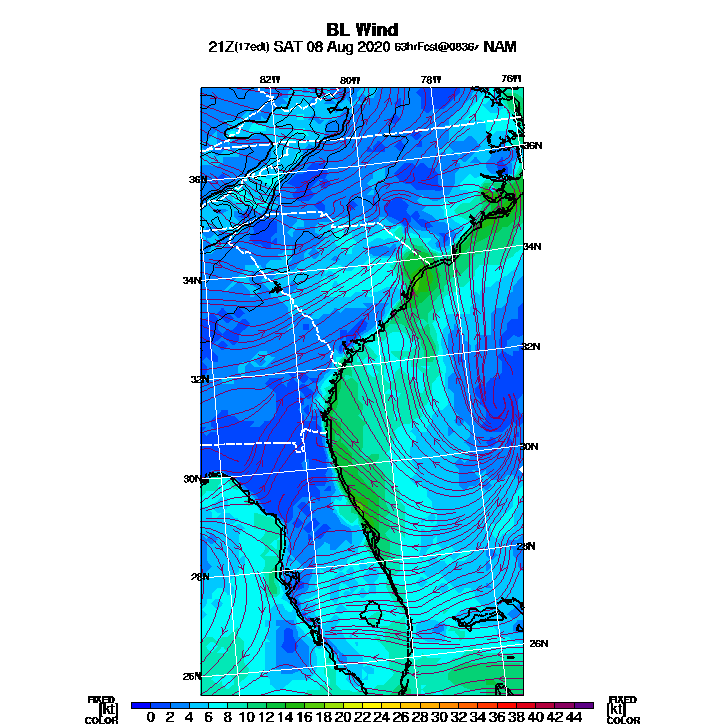 BL Wind
21Z(17edt) SAT 08 Aug 2020 63hrFcst@0836z NAM
82W 80W 78W 76W
36N
36N
34N
34N
32N
32N
30N
30N
28N
28N
26N
26N
FIXED FIXED
[kt] 0 2 4 6 8 10 12 14 16 18 20 22 24 26 28 30 32 34 36 38 40 42 44 [kt]
COLOR COLOR